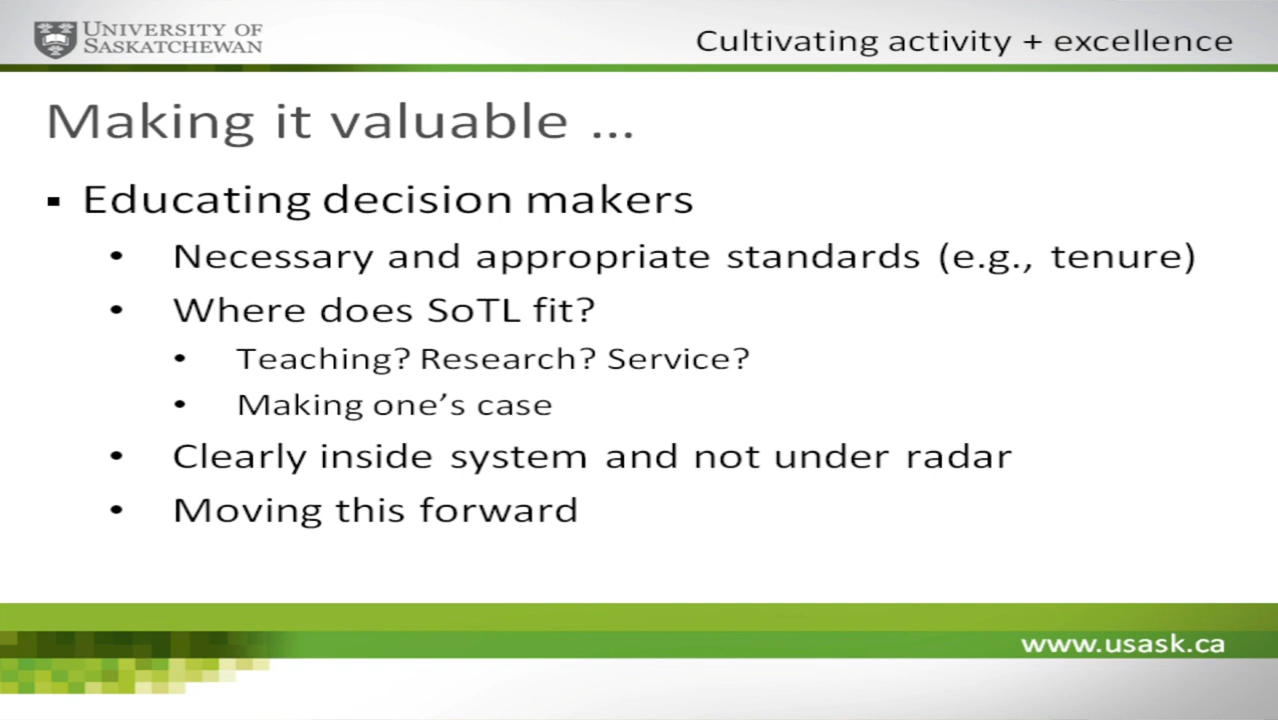 UNIVERSITY OF
SASKATCHEWAN
Cultivating activity + excellence
Making it valuable ...
▪ Educating decision makers
• Necessary and appropriate standards (e.g., tenure)
• Where does SoTL fit?
• Teaching? Research? Service?
• Making one’s case
• Clearly inside system and not under radar
• Moving this forward
www.usask.ca